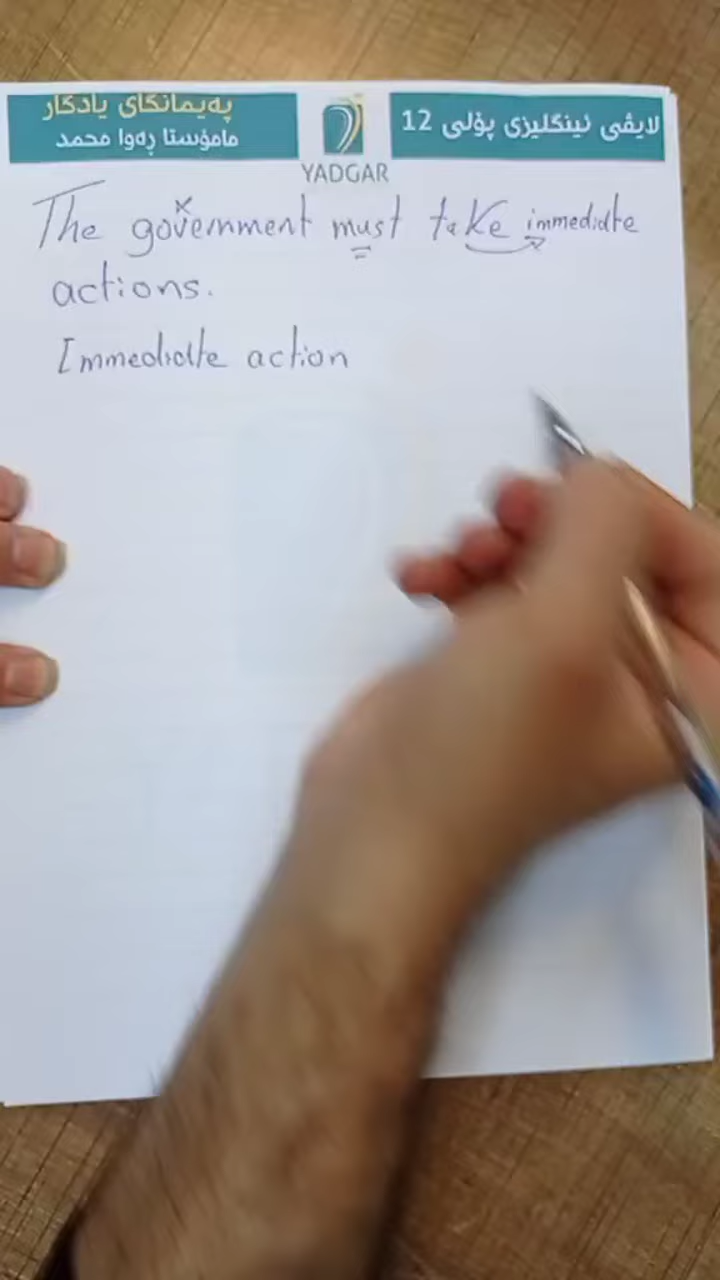 پەیمانگای یادگار
مامۆستا ڕەوا محمد
YADGAR
لایڤی ئینگلیزی پۆلی 12
The government must take immediate
actions.
Immediate action